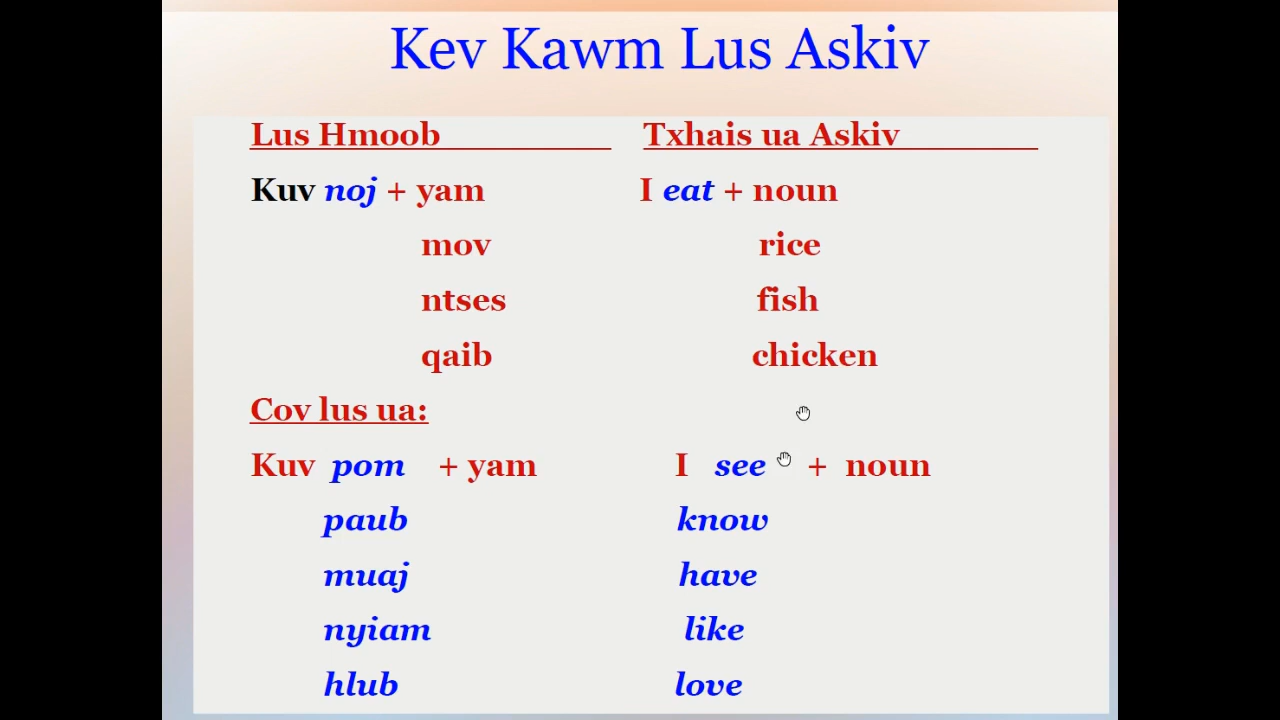 Kev Kawm Lus Askiv
Lus Hmoob Txhais ua Askiv
Kuv noj + yam I eat + noun
mov rice
ntses fish
qaib chicken
Cov lus ua:
Kuv pom + yam I see + noun
paub know
muaj have
nyiam like
hlub love